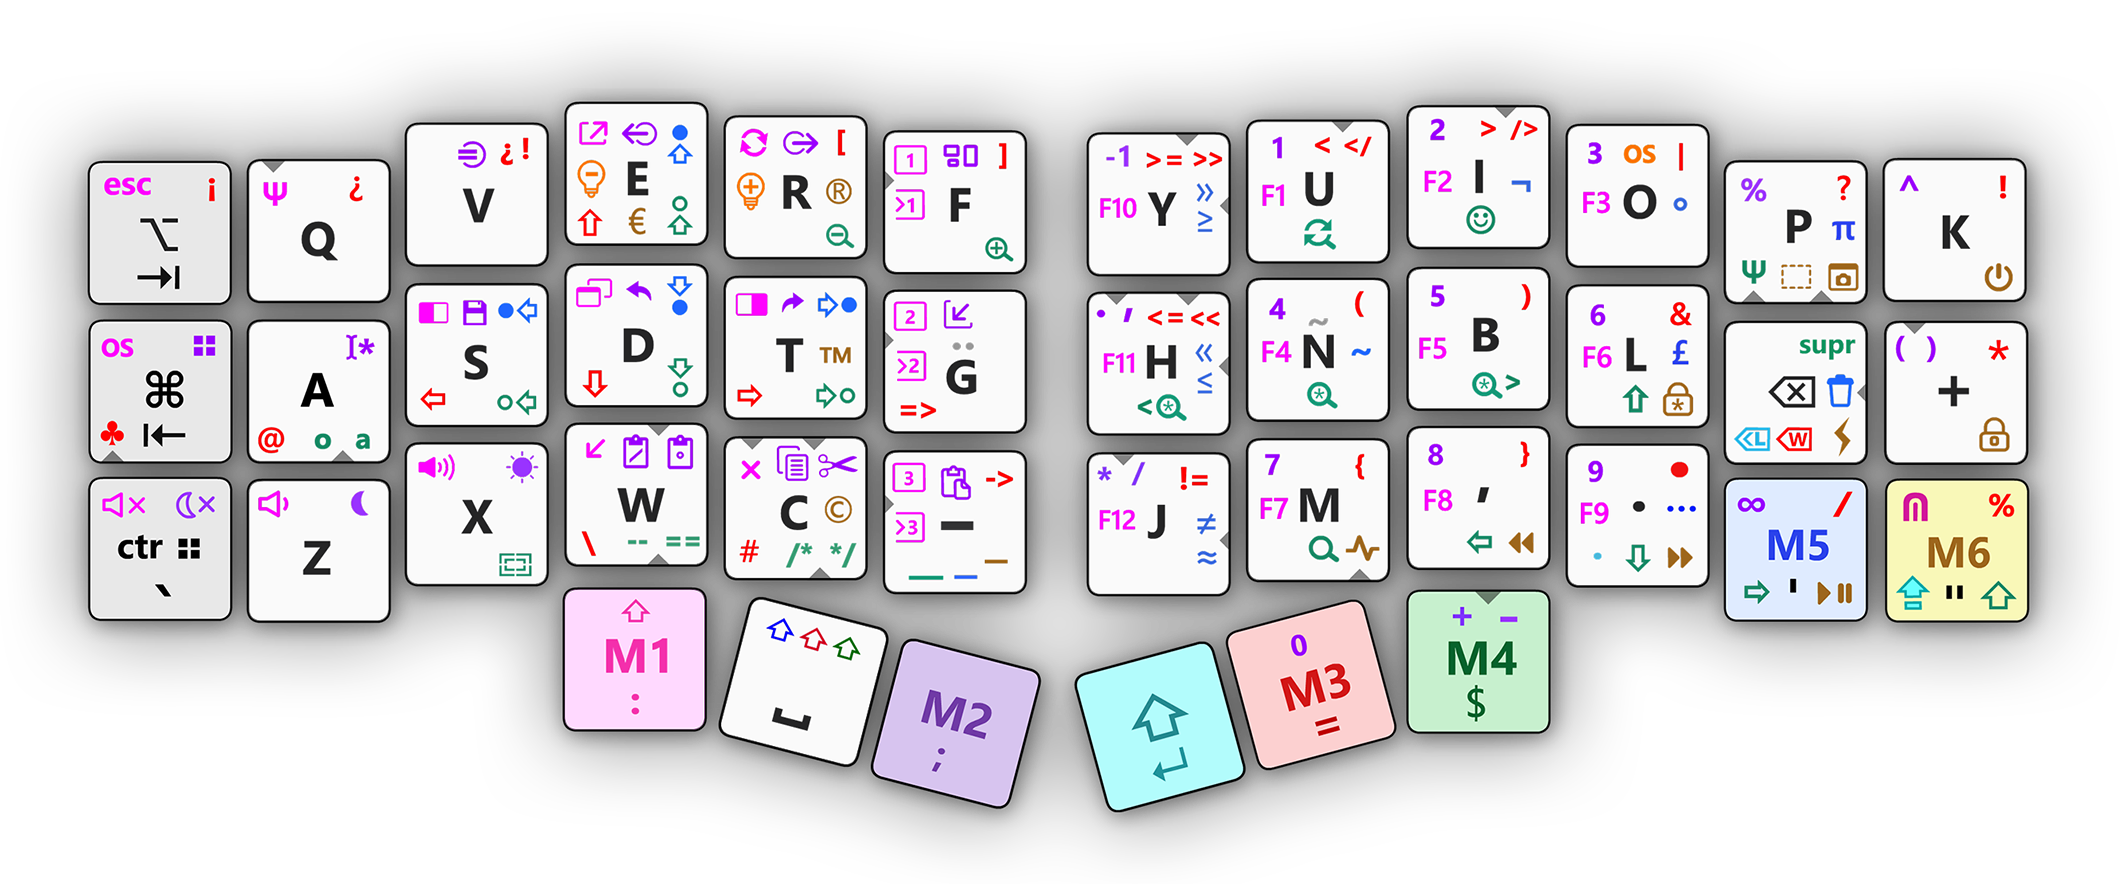 esc ¡
⌥
→|
Ψ ¿
Q
¿ !
V
E
€
[
R ®
1 ]
>1 F
-1 >= >>
F10 Y »
≥
1 < </
F1 U
2 > />
F2 I ¬
☺
3 OS |
F3 O °
% ?
P π
Ψ
^ !
K
OS
⌘
♣ |←
I*
A
@ o a
S
D
T TM
2
>2 G ¨
=>
· ' <= <<
F11 H «
≤
< *
4 (
~
F4 N ~
*
5 )
F5 B
* >
6 &
F6 L £
*
supr
L W
( ) *
+
ctr
`
Z
X
W
\ -- ==
C ©
# /* */
3 ->
>3 –
_ _ _
* / !=
F12 J ≠
≈
7 {
F7 M
8 }
F8 ,
9 ●
F9 . ...
·
∞ /
M5
'
%
M6
"
M1
:
␣
M2
;
0
M3
=
+ -
M4
$